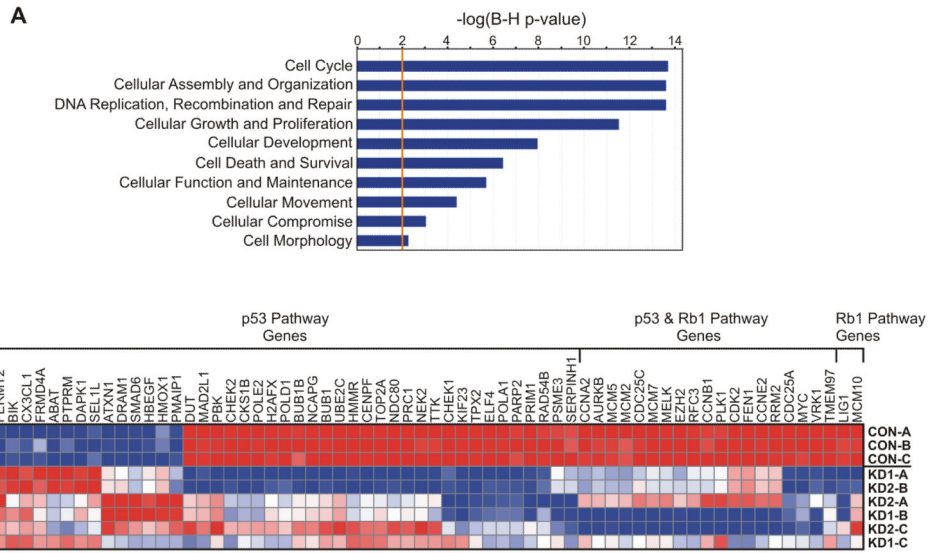 A
-log(B-H p-value)
0 2 4 6 8 10 12 14
Cell Cycle
Cellular Assembly and Organization
DNA Replication, Recombination and Repair
Cellular Growth and Proliferation
Cellular Development
Cell Death and Survival
Cellular Function and Maintenance
Cellular Movement
Cellular Compromise
Cell Morphology
p53 Pathway
Genes
p53 & Rb1 Pathway
Genes
Rb1 Pathway
Genes
BIK
CX3CL1
FRMD4A
ABAT
PTPRM
DAPK1
SEL1L
ATXN1
DRAM1
SMAD6
HBEGF
HMOX1
PMAIP1
DUT
MAD2L1
PBK
CHEK2
CKS1B
POLE2
H2AFX
POLD1
BUB1B
NCAPG
BUB1
UBE2C
HMMR
CENPF
TOP2A
NDC80
PRC1
NEK2
TTK
CHEK1
KIF23
TPX2
ELF4
POLA1
PARP2
PRIM1
RAD54B
PSME3
SERPINH1
CCNA2
AURKB
MCM5
MCM2
CDC25C
MCM7
MELK
EZH2
RFC3
CCNB1
PLK1
CDK2
FEN1
CCNE2
RRM2
CDC25A
MYC
VRK1
TMEM97
LIG1
MCM10
CON-A
CON-B
CON-C
KD1-A
KD2-B
KD2-A
KD1-B
KD2-C
KD1-C